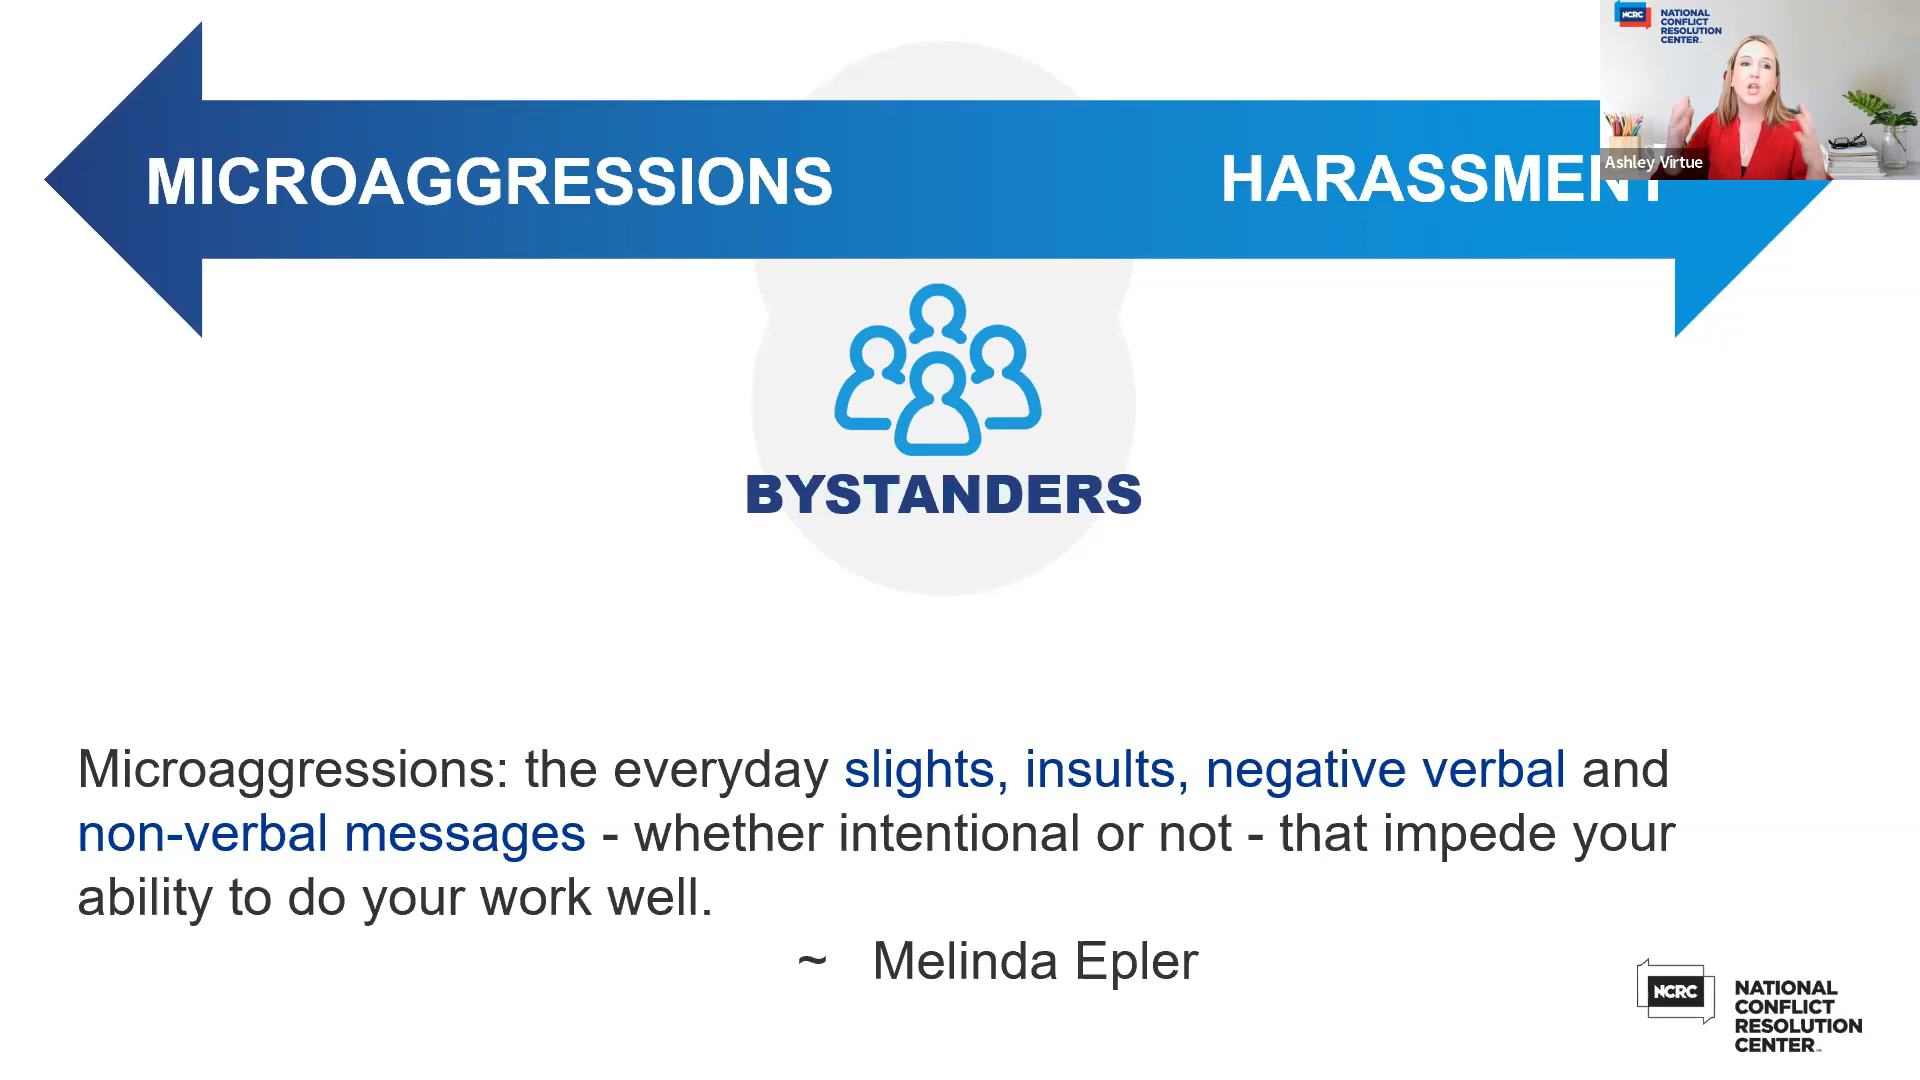 NCRC
NATIONAL
CONFLICT
RESOLUTION
CENTER
Ashley Virtue
MICROAGGRESSIONS
HARASSMENT
BYSTANDERS
Microaggressions: the everyday slights, insults, negative verbal and
non-verbal messages - whether intentional or not - that impede your
ability to do your work well.
~ Melinda Epler
NCRC
NATIONAL
CONFLICT
RESOLUTION
CENTER